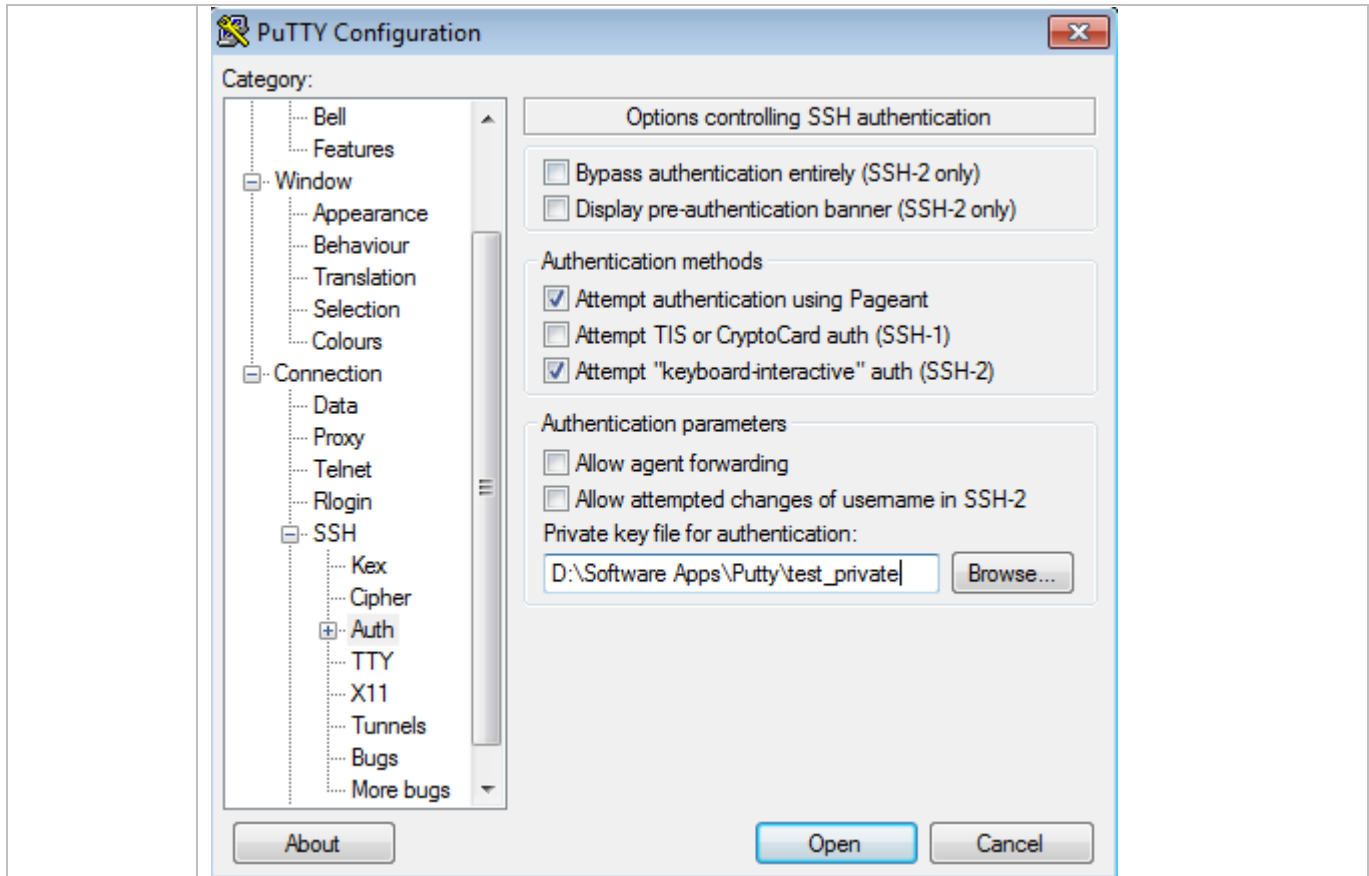 PuTTY Configuration
Category:
Bell
Features
Window
Appearance
Behaviour
Translation
Selection
Colours
Connection
Data
Proxy
Telnet
Rlogin
SSH
Kex
Cipher
Auth
TTY
X11
Tunnels
Bugs
More bugs
Options controlling SSH authentication
Bypass authentication entirely (SSH-2 only)
Display pre-authentication banner (SSH-2 only)
Authentication methods
Attempt authentication using Pageant
Attempt TIS or CryptoCard auth (SSH-1)
Attempt "keyboard-interactive" auth (SSH-2)
Authentication parameters
Allow agent forwarding
Allow attempted changes of username in SSH-2
Private key file for authentication:
D:\Software Apps\Putty\test_private
Browse...
About
Open
Cancel